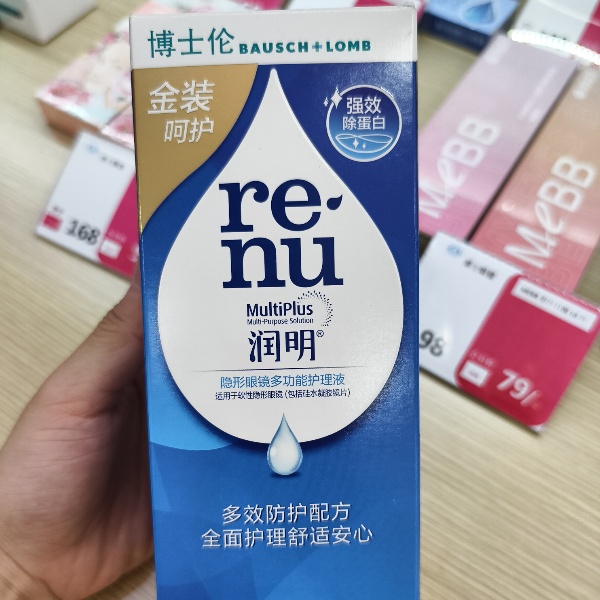 博士伦 BAUSCH+LOMB
金装
呵护
强效
除蛋白
re·
nu
MultiPlus
Multi-Purpose Solution
润明®
隐形眼镜多功能护理液
适用于软性隐形眼镜 (包括硅水凝胶镜片)
多效防护配方
全面护理舒适安心
MeBB
MeBB
168
98
79/